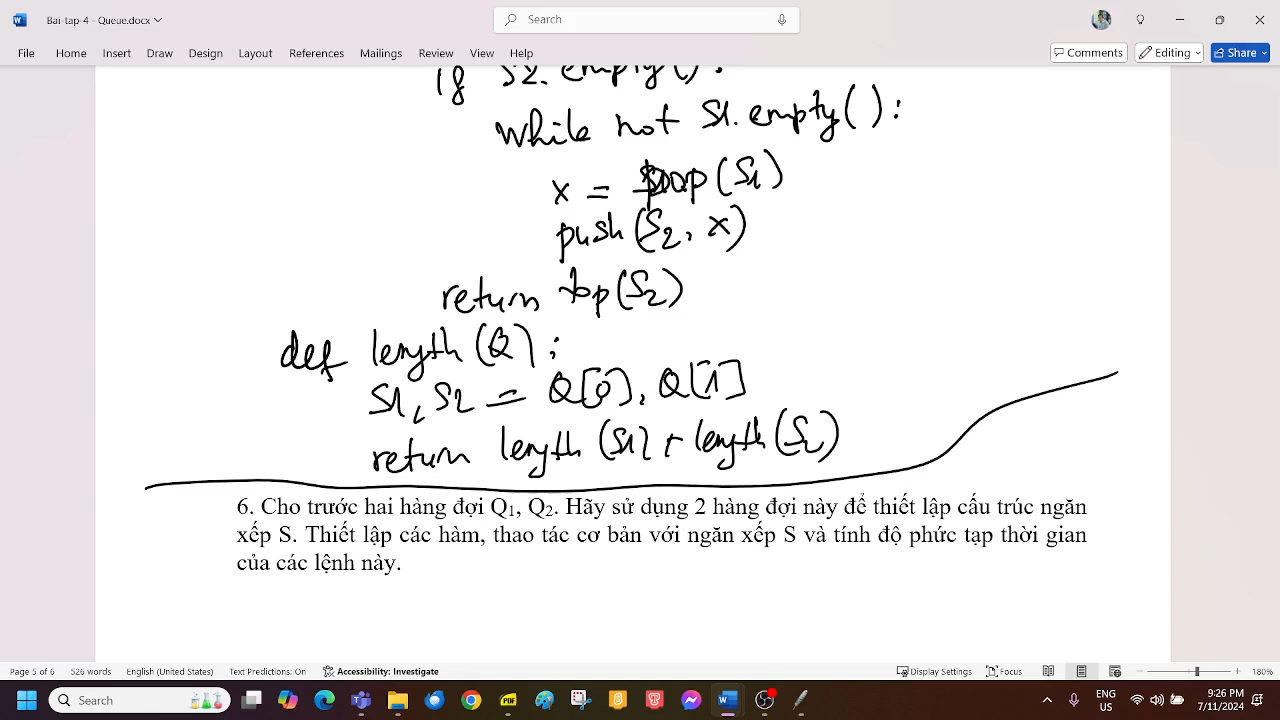 Bai-tap-4 - Queue.docx
Search
File Home Insert Draw Design Layout References Mailings Review View Help
Comments Editing Share
if S2.empty():
while not S1.empty():
x = pop(S1)
push(S2, x)
return top(S2)
def length(Q):
S1, S2 = Q[0], Q[1]
return length(S1) + length(S2)
6. Cho trước hai hàng đợi Q1, Q2. Hãy sử dụng 2 hàng đợi này để thiết lập cấu trúc ngăn
xếp S. Thiết lập các hàm, thao tác cơ bản với ngăn xếp S và tính độ phức tạp thời gian
của các lệnh này.
Page 5 of 6 526 words English (United States) Text Predictions: On Accessibility: Investigate Display Settings Focus 180%
Search PDF ENG 9:26 PM
US 7/11/2024